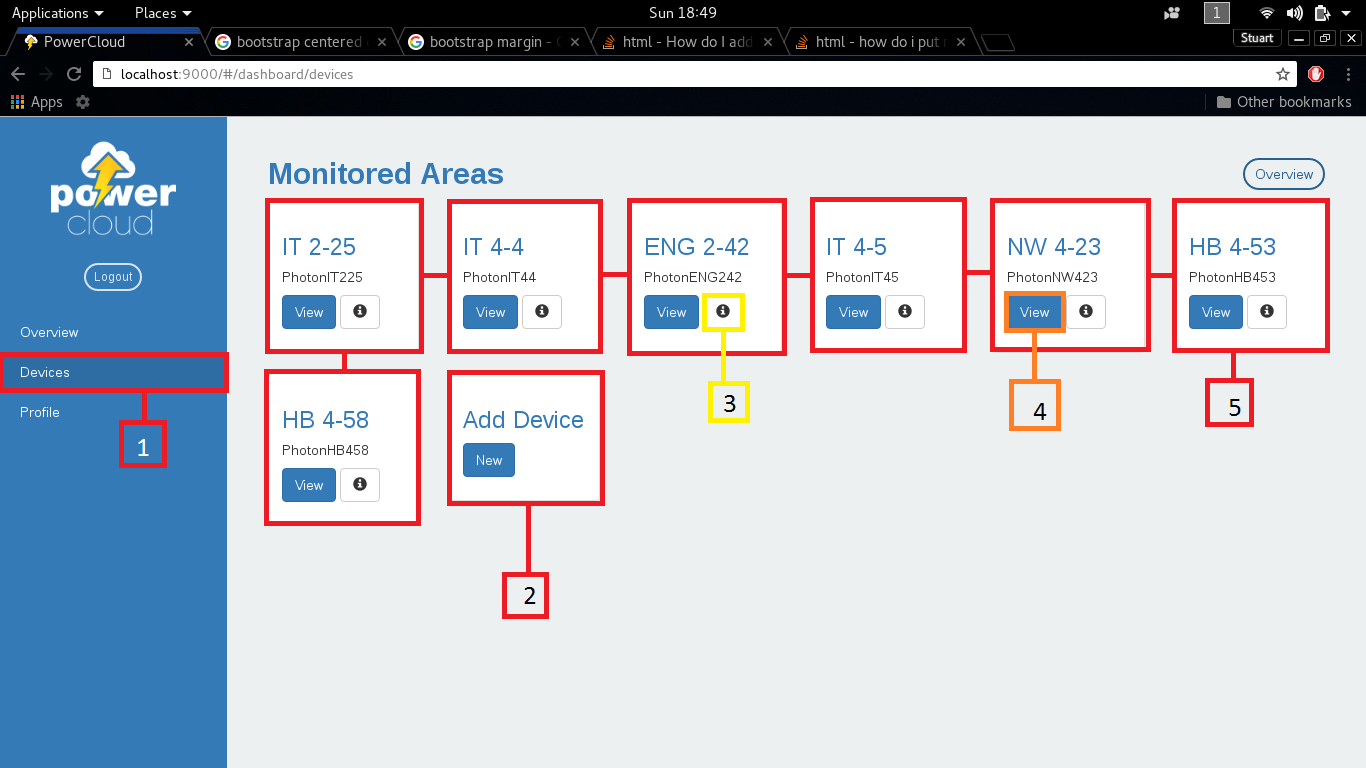 Applications Places Sun 18:49 1
PowerCloud bootstrap centered bootstrap margin - html - How do I add html - how do i put Stuart
localhost:9000/#/dashboard/devices
Apps Other bookmarks
power
cloud
Logout
Overview
Devices
Profile
1
Monitored Areas Overview
IT 2-25 IT 4-4 ENG 2-42 IT 4-5 NW 4-23 HB 4-53
PhotonIT225 PhotonIT44 PhotonENG242 PhotonIT45 PhotonNW423 PhotonHB453
View View View View View View
3 4 5
HB 4-58 Add Device
PhotonHB458
View New
2